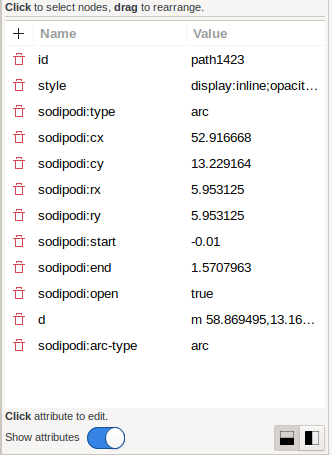 Click to select nodes, drag to rearrange.
Name Value
id path1423
style display:inline;opacit…
sodipodi:type arc
sodipodi:cx 52.916668
sodipodi:cy 13.229164
sodipodi:rx 5.953125
sodipodi:ry 5.953125
sodipodi:start -0.01
sodipodi:end 1.5707963
sodipodi:open true
d m 58.869495,13.16…
sodipodi:arc-type arc
Click attribute to edit.
Show attributes